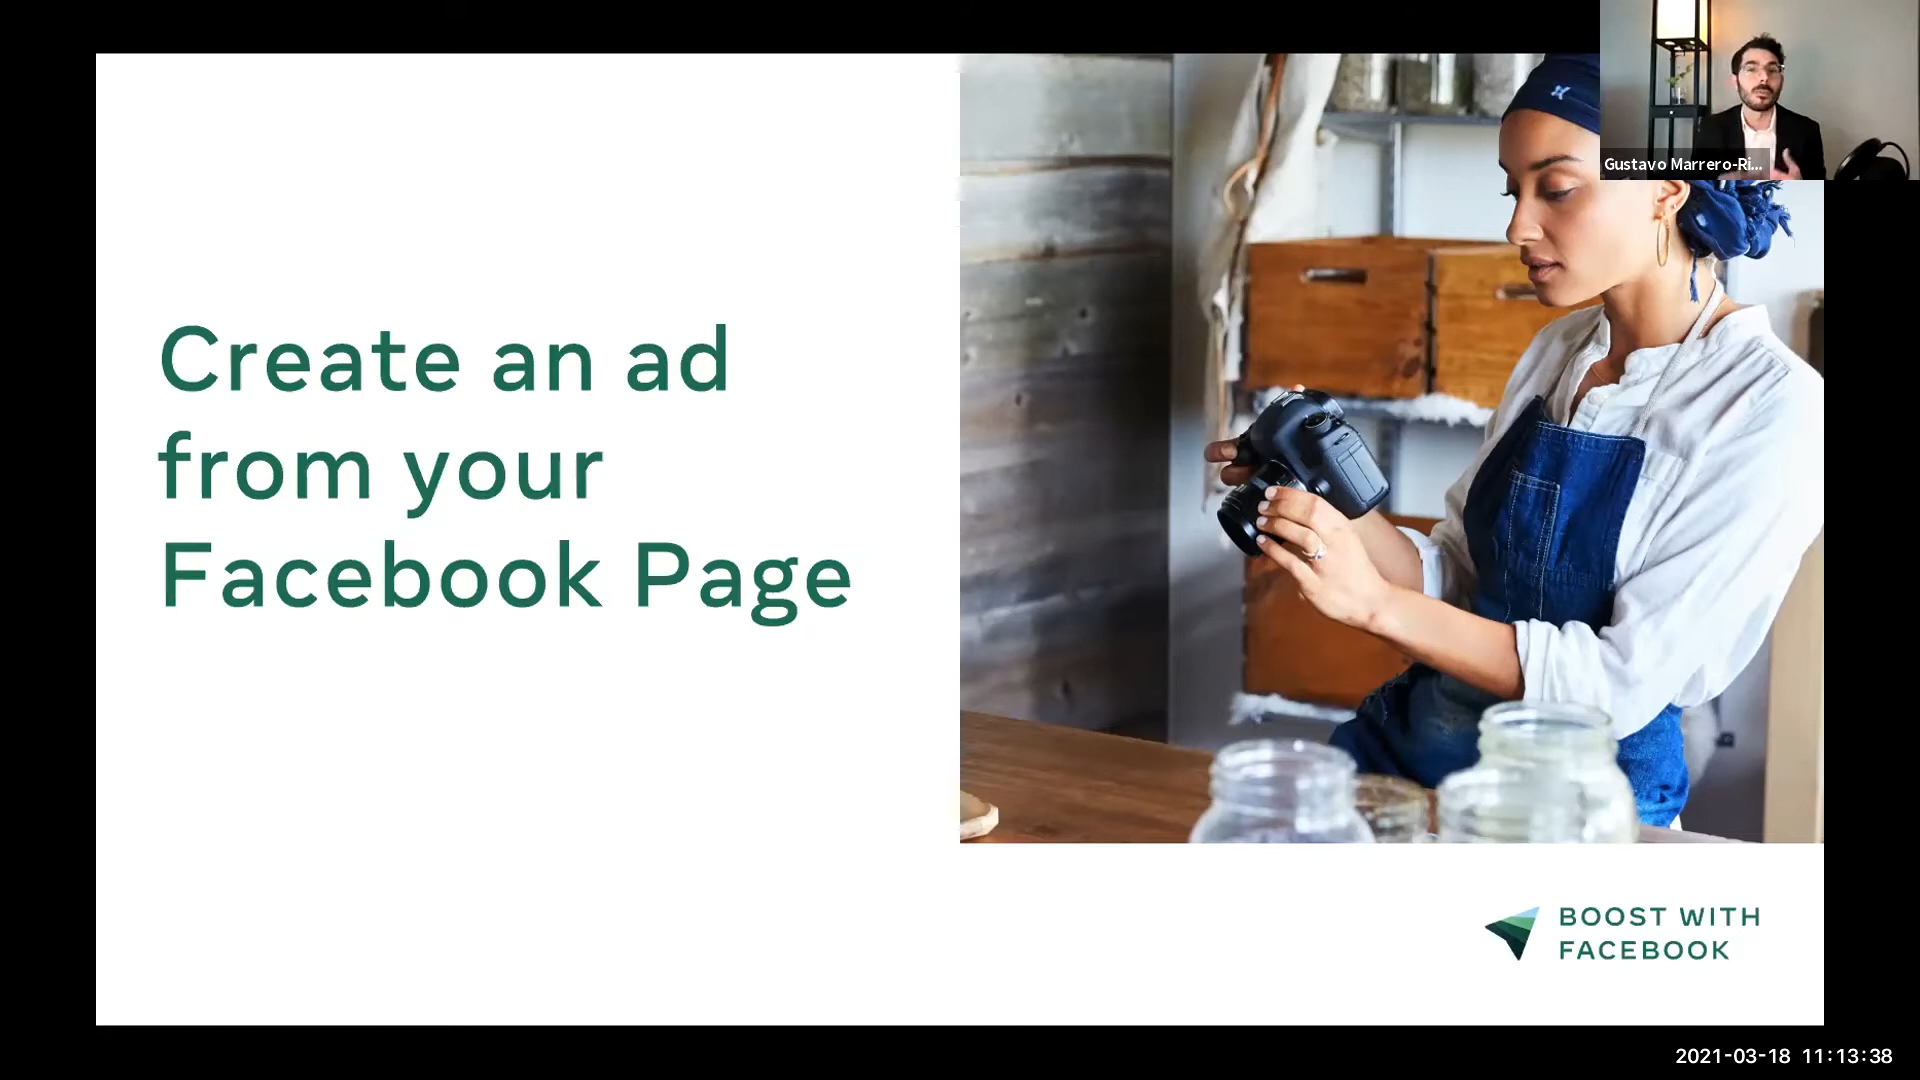 Gustavo Marrero-Ri...
Create an ad
from your
Facebook Page
BOOST WITH
FACEBOOK
2021-03-18 11:13:38